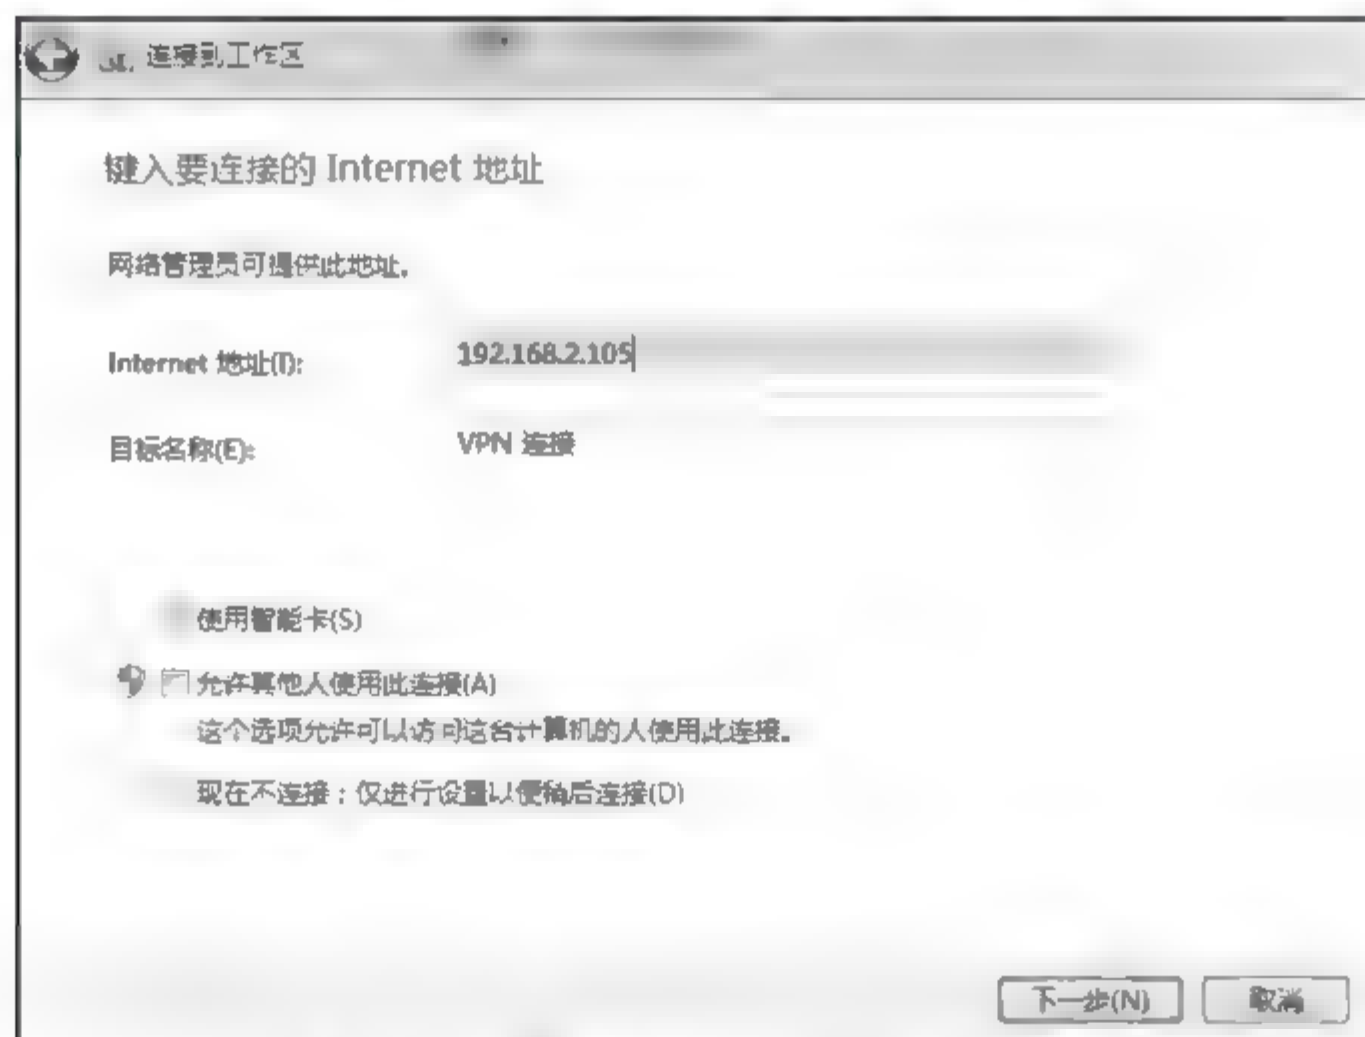 连接到工作区
键入要连接的 Internet 地址
网络管理员可提供此地址。
Internet 地址(I): 192.168.2.105
目标名称(E): VPN 连接
使用智能卡(S)
允许其他人使用此连接(A)
这个选项允许可以访问这台计算机的人使用此连接。
现在不连接；仅进行设置以便稍后连接(D)
下一步(N) 取消